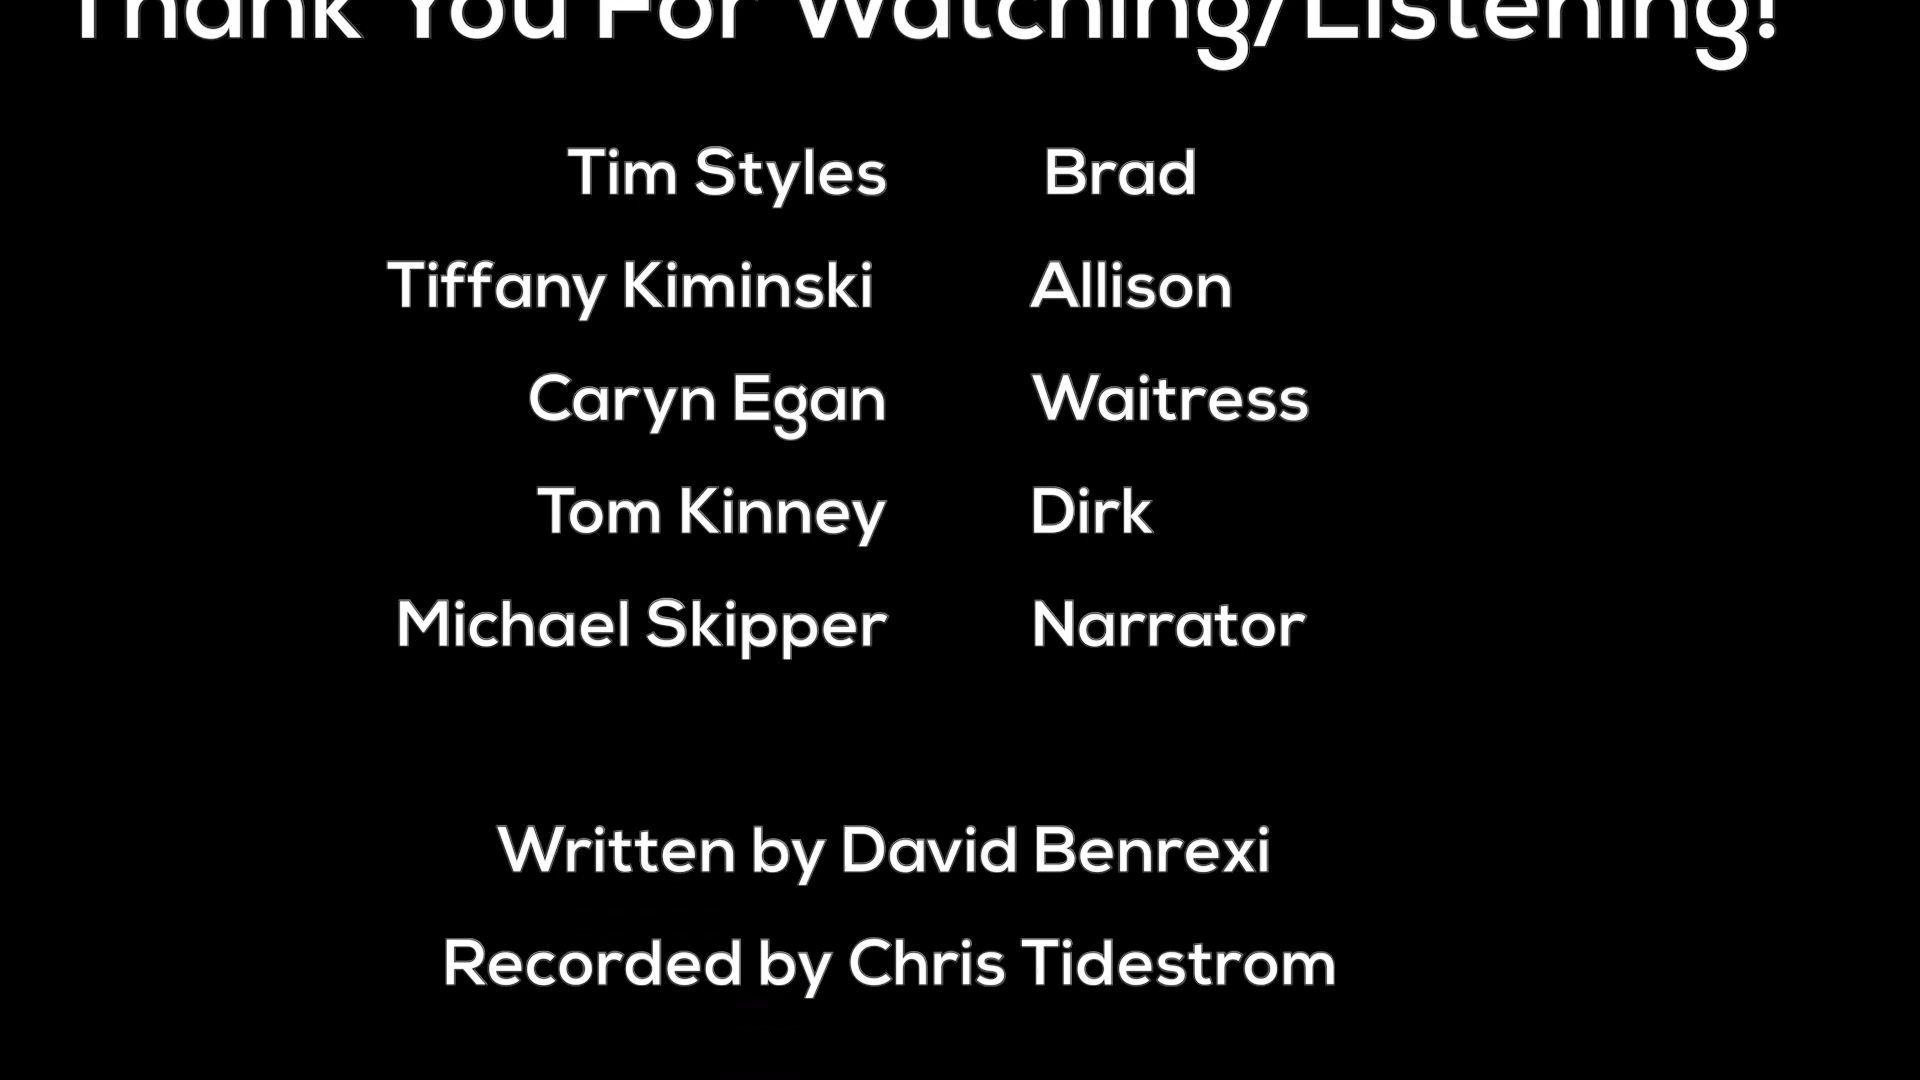 Thank You For Watching/Listening!
Tim Styles Brad
Tiffany Kiminski Allison
Caryn Egan Waitress
Tom Kinney Dirk
Michael Skipper Narrator
Written by David Benrexi
Recorded by Chris Tidestrom